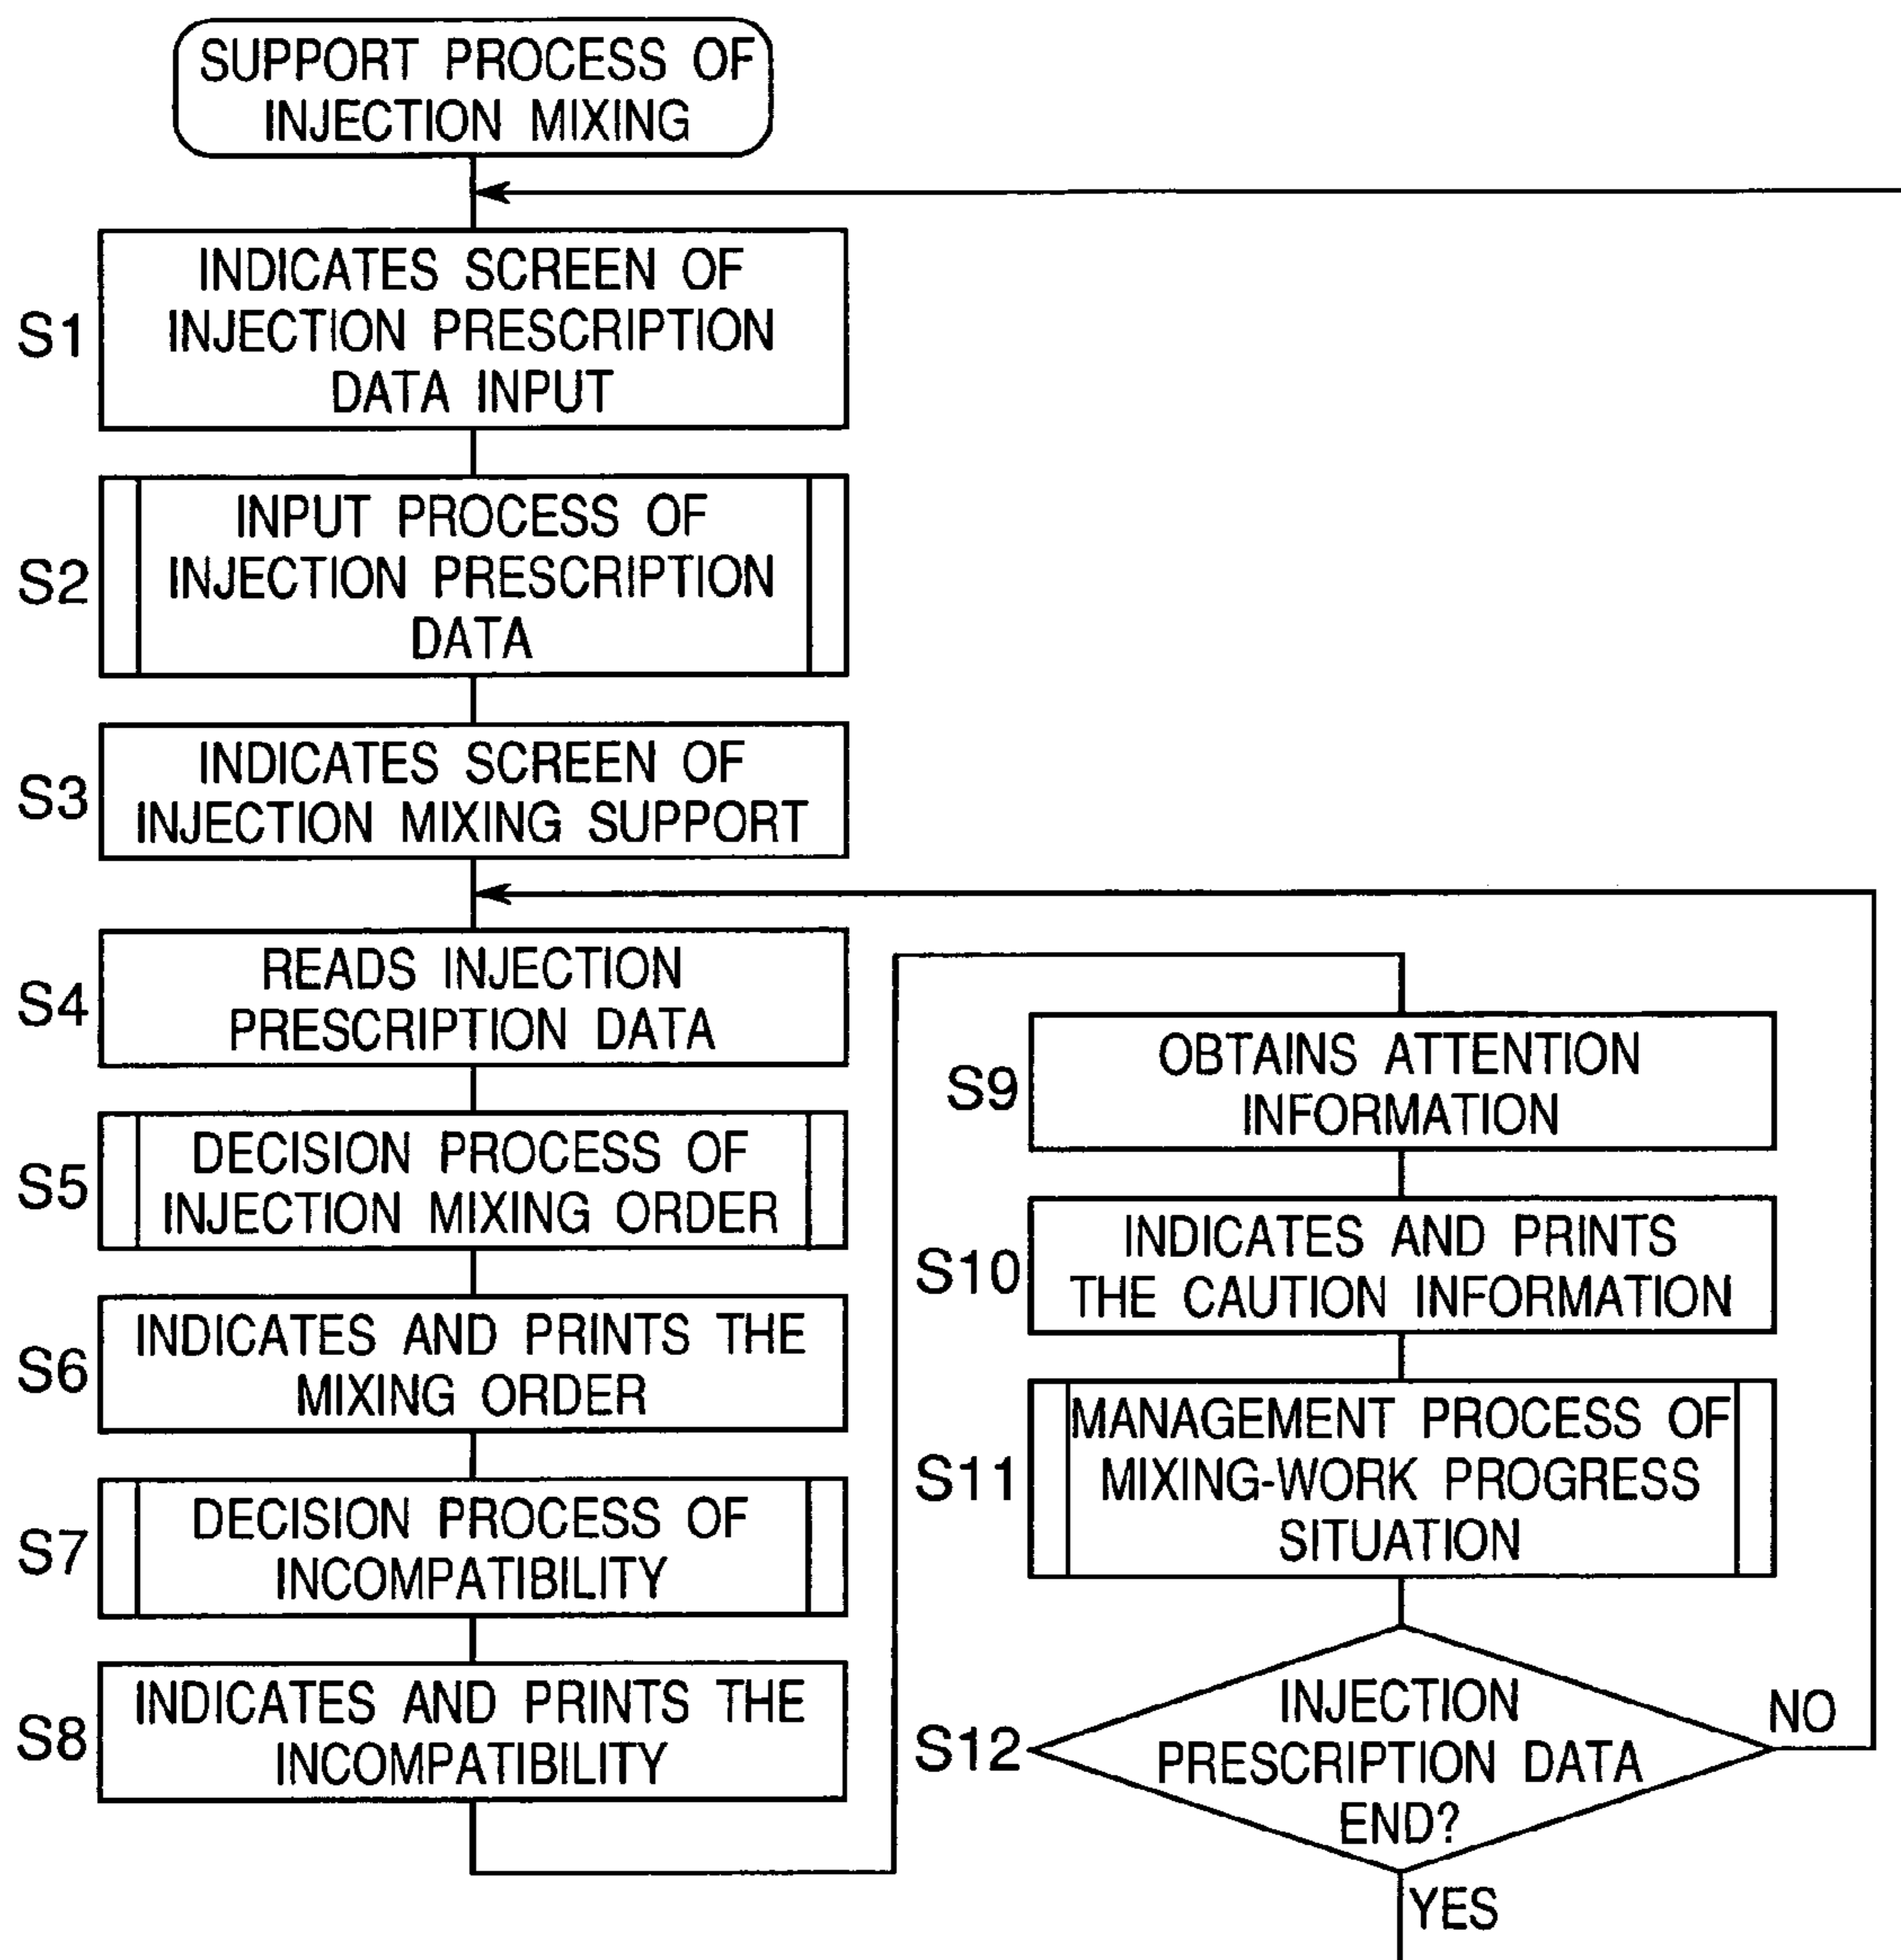 SUPPORT PROCESS OF
INJECTION MIXING
S1
INDICATES SCREEN OF
INJECTION PRESCRIPTION
DATA INPUT
S2
INPUT PROCESS OF
INJECTION PRESCRIPTION
DATA
S3
INDICATES SCREEN OF
INJECTION MIXING SUPPORT
S4
READS INJECTION
PRESCRIPTION DATA
S5
DECISION PROCESS OF
INJECTION MIXING ORDER
S6
INDICATES AND PRINTS THE
MIXING ORDER
S7
DECISION PROCESS OF
INCOMPATIBILITY
S8
INDICATES AND PRINTS THE
INCOMPATIBILITY
S9
OBTAINS ATTENTION
INFORMATION
S10
INDICATES AND PRINTS
THE CAUTION INFORMATION
S11
MANAGEMENT PROCESS OF
MIXING-WORK PROGRESS
SITUATION
S12
INJECTION
PRESCRIPTION DATA
END?
NO
YES